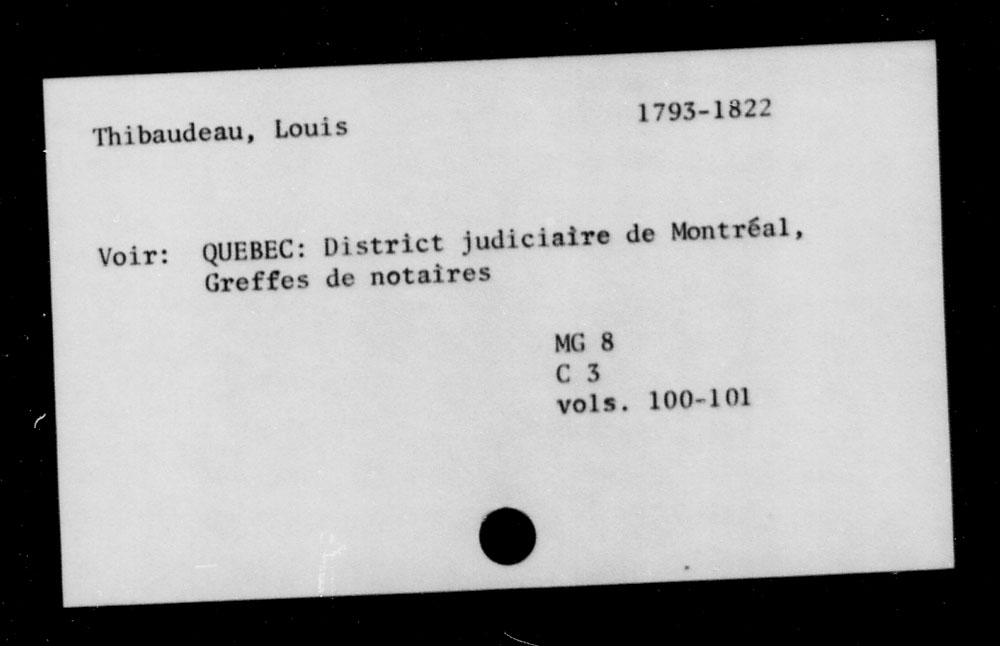 Thibaudeau, Louis 1793-1822
Voir: QUEBEC: District judiciaire de Montréal,
Greffes de notaires
MG 8
C 3
vols. 100-101